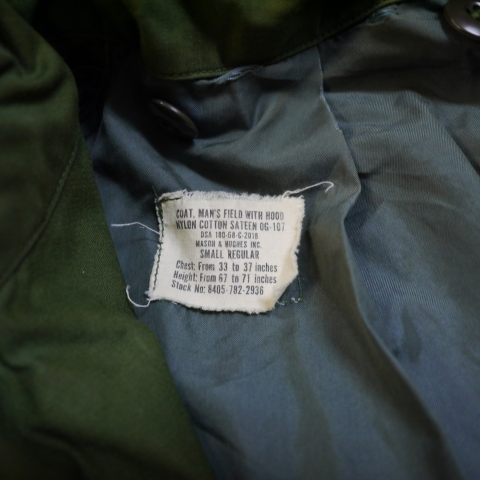 COAT, MAN'S FIELD WITH HOOD
NYLON COTTON SATEEN OG-107
DSA 100-68-C-2016
MASON & HUGHES INC.
SMALL REGULAR
Chest: From 33 to 37 inches
Height: From 67 to 71 inches
Stock No: 8405-782-2936